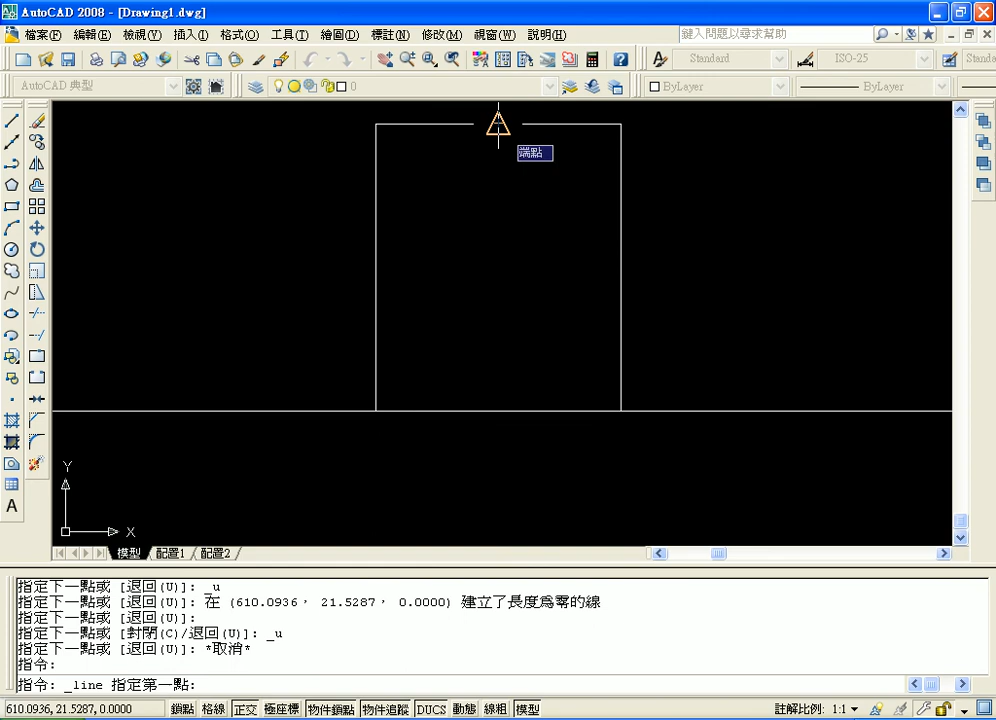 AutoCAD 2008 - [Drawing1.dwg]
檔案(F) 編輯(E) 檢視(V) 插入(I) 格式(O) 工具(T) 繪圖(D) 標註(N) 修改(M) 視窗(W) 說明(H) 鍵入問題以尋求幫助
Standard ISO-25 Standa
AutoCAD 典型 0 ByLayer ByLayer
端點
Y
X
A
模型 配置1 配置2
指定下一點或 [退回(U)]: _u
指定下一點或 [退回(U)]: 在 (610.0936, 21.5287, 0.0000) 建立了長度為零的線
指定下一點或 [退回(U)]:
指定下一點或 [封閉(C)/退回(U)]: _u
指定下一點或 [退回(U)]: *取消*
指令:
指令: _line 指定第一點:
610.0936, 21.5287, 0.0000 鎖點 格線 正交 極座標 物件鎖點 物件追蹤 DUCS 動態 線粗 模型 註解比例: 1:1